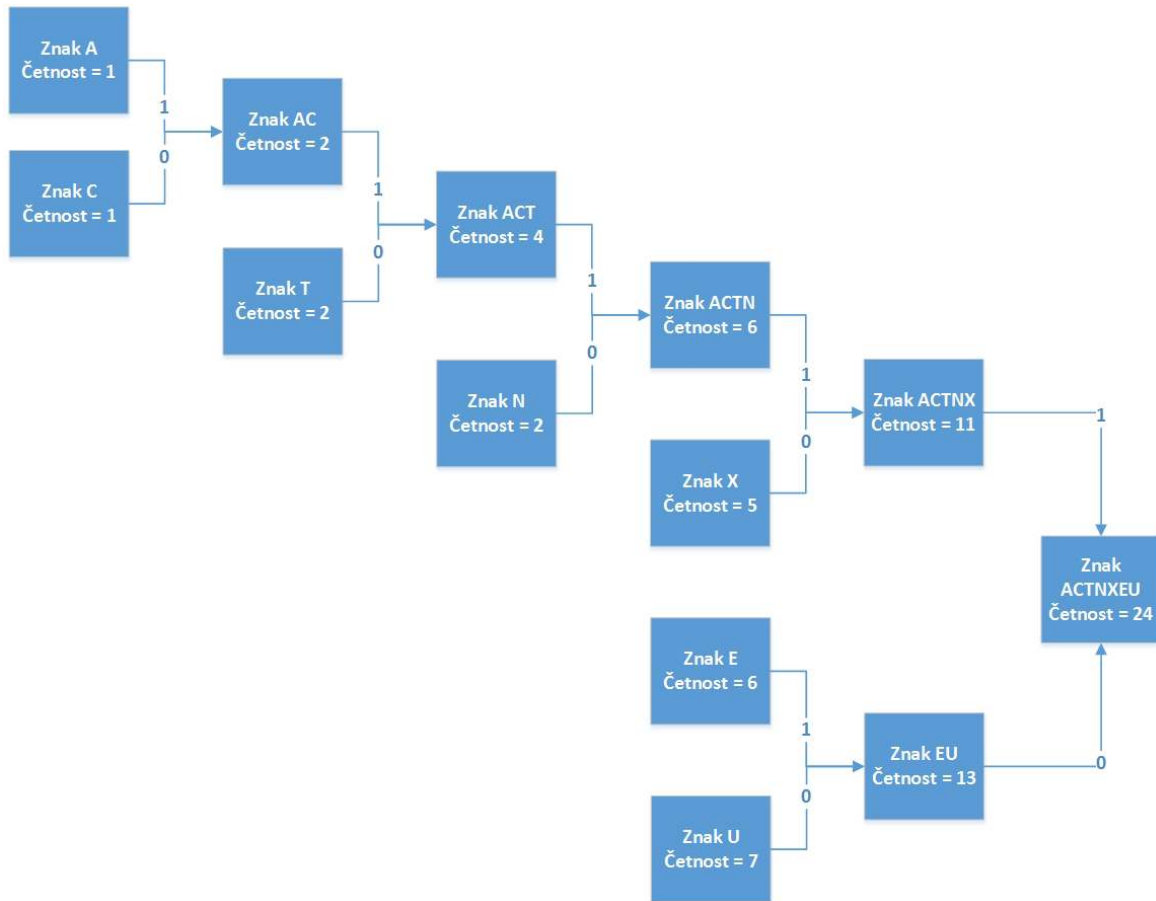 Znak A
Četnost = 1
1
0
Znak C
Četnost = 1
Znak AC
Četnost = 2
1
0
Znak T
Četnost = 2
Znak ACT
Četnost = 4
1
0
Znak N
Četnost = 2
Znak ACTN
Četnost = 6
1
0
Znak X
Četnost = 5
Znak ACTNX
Četnost = 11
1
Znak
ACTNXEU
Četnost = 24
Znak E
Četnost = 6
1
0
Znak U
Četnost = 7
Znak EU
Četnost = 13
0